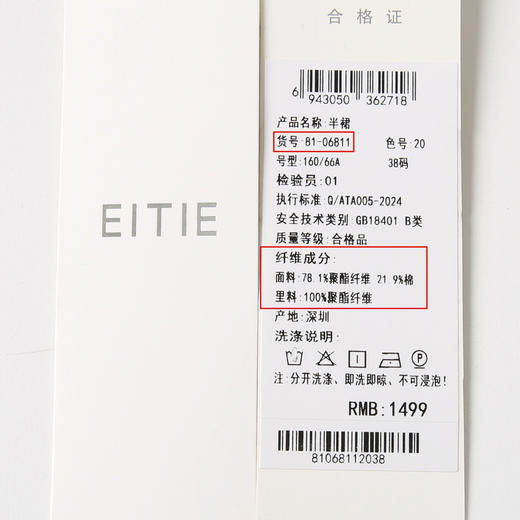 EITIE
合格证
6 943050 362718
产品名称:半裙
货号:81-06811 色号:20
号型:160/66A 38码
检验员:01
执行标准:Q/ATA005-2024
安全技术类别:GB18401 B类
质量等级:合格品
纤维成分:
面料:78.1%聚酯纤维 21.9%棉
里料:100%聚酯纤维
产地:深圳
洗涤说明:
P
注:分开洗涤、即洗即晾、不可浸泡!
RMB:1499
81068112038